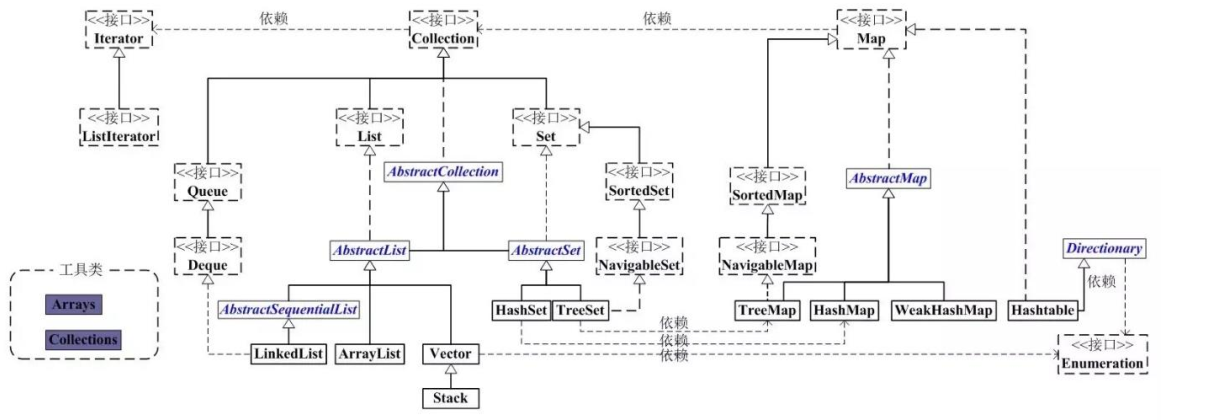 依赖
依赖
<<接口>>
Iterator
<<接口>>
Collection
<<接口>>
Map
<<接口>>
ListIterator
<<接口>>
List
<<接口>>
Set
<<接口>>
Queue
AbstractCollection
<<接口>>
SortedSet
<<接口>>
SortedMap
AbstractMap
<<接口>>
Deque
AbstractList
AbstractSet
<<接口>>
NavigableSet
<<接口>>
NavigableMap
Directionary
工具类
Arrays
Collections
AbstractSequentialList
HashSet
TreeSet
TreeMap
HashMap
WeakHashMap
Hashtable
依赖
依赖
依赖
依赖
LinkedList
ArrayList
Vector
<<接口>>
Enumeration
Stack